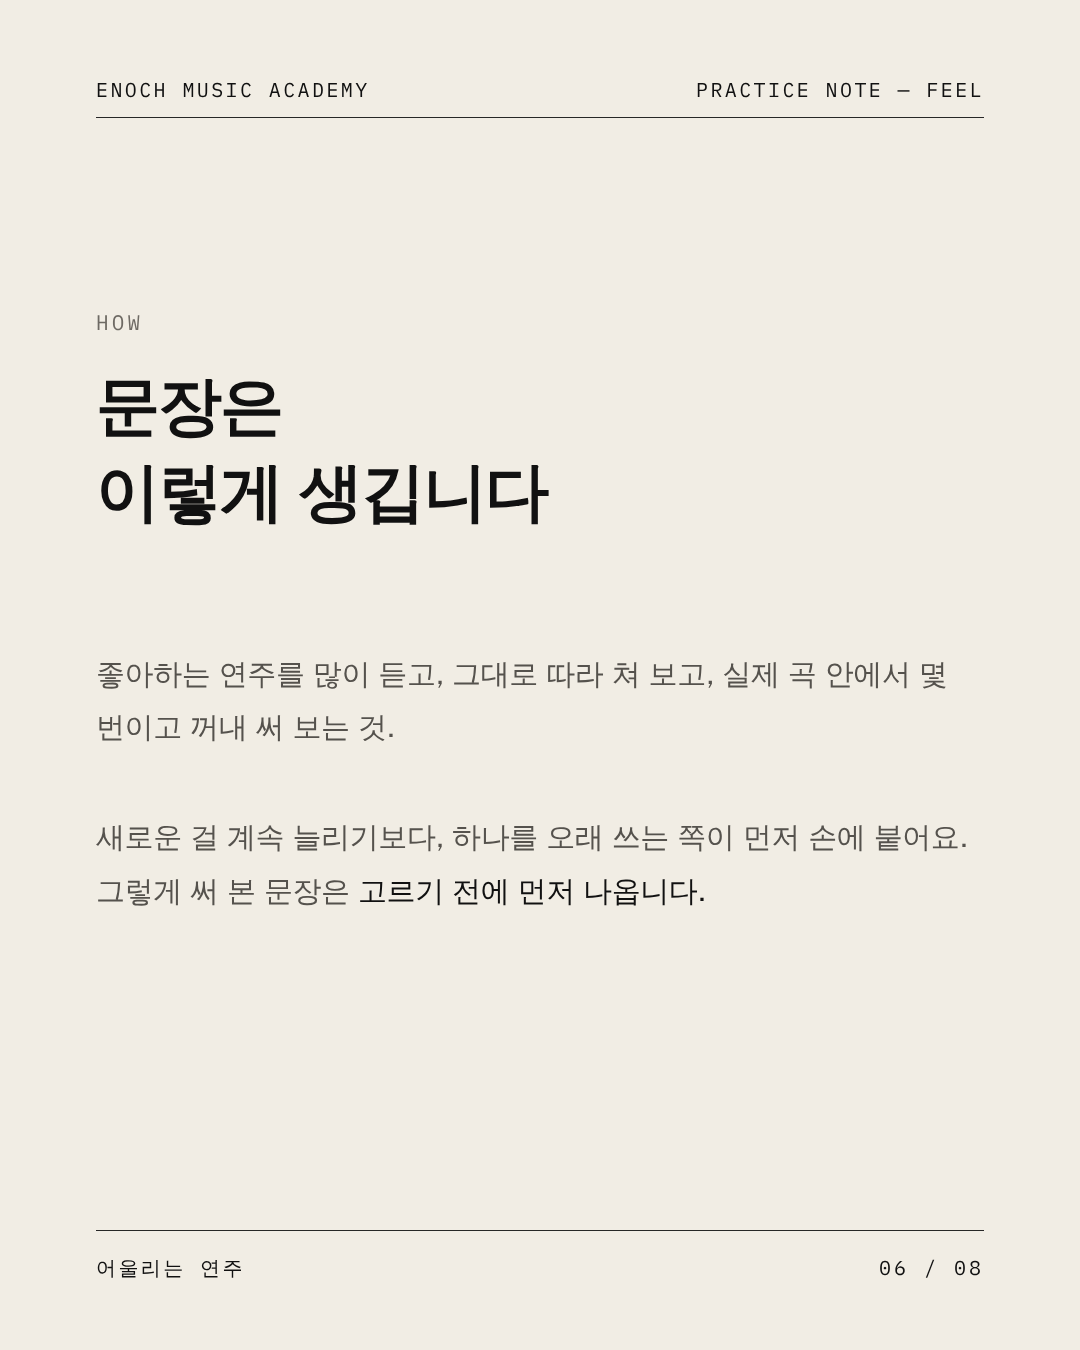 ENOCH MUSIC ACADEMY
PRACTICE NOTE — FEEL
HOW
문장은
이렇게 생깁니다
좋아하는 연주를 많이 듣고, 그대로 따라 쳐 보고, 실제 곡 안에서 몇
번이고 꺼내 써 보는 것.
새로운 걸 계속 늘리기보다, 하나를 오래 쓰는 쪽이 먼저 손에 붙어요.
그렇게 써 본 문장은 고르기 전에 먼저 나옵니다.
어울리는 연주
06 / 08